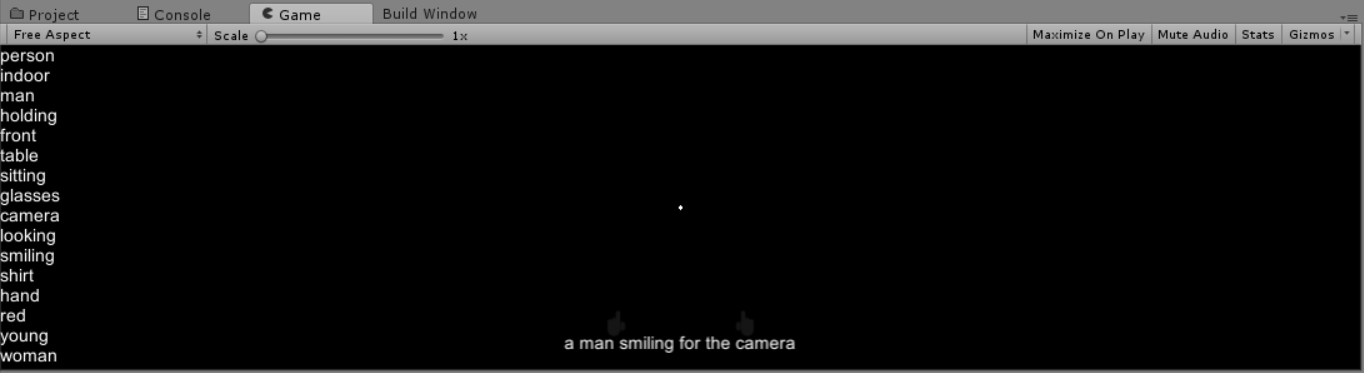 Project Console Game Build Window
Free Aspect Scale 1x Maximize On Play Mute Audio Stats Gizmos
person
indoor
man
holding
front
table
sitting
glasses
camera
looking
smiling
shirt
hand
red
young
woman
a man smiling for the camera